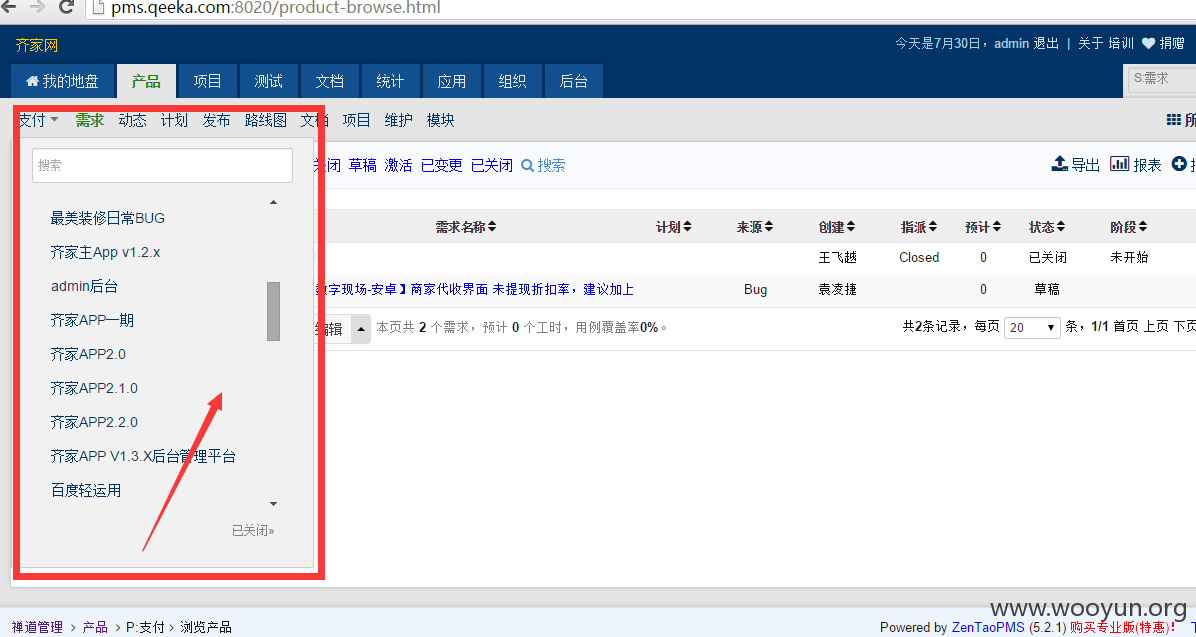 pms.qeeka.com:8020/product-browse.html
齐家网
今天是7月30日，admin 退出 | 关于 培训 捐赠
我的地盘 产品 项目 测试 文档 统计 应用 组织 后台
S:需求
支付 需求 动态 计划 发布 路线图 文档 项目 维护 模块
所
搜索
关闭 草稿 激活 已变更 已关闭 搜索
导出 报表
最美装修日常BUG
齐家主App v1.2.x
admin后台
齐家APP一期
齐家APP2.0
齐家APP2.1.0
齐家APP2.2.0
齐家APP V1.3.X后台管理平台
百度轻运用
已关闭»
需求名称 计划 来源 创建 指派 预计 状态 阶段
王飞越 Closed 0 已关闭 未开始
数字现场-安卓】商家代收界面 未提现折扣率，建议加上 Bug 袁凌捷 0 草稿
编辑 本页共 2 个需求，预计 0 个工时，用例覆盖率0%。
共2条记录，每页 20 条，1/1 首页 上页 下页
www.wooyun.org
禅道管理 › 产品 › P:支付 › 浏览产品
Powered by ZenTaoPMS (5.2.1) 购买专业版(特惠)!